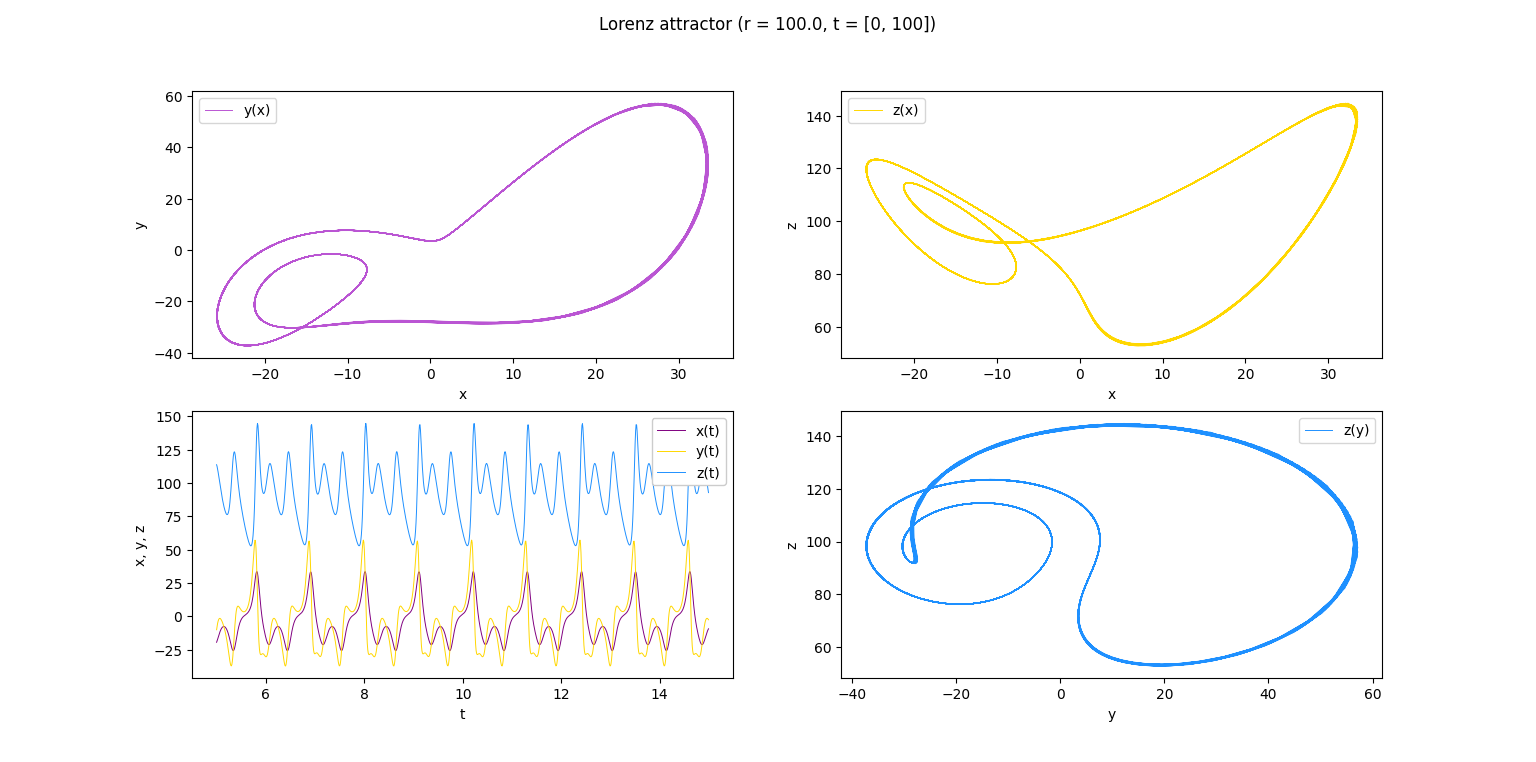 Lorenz attractor (r = 100.0, t = [0, 100])
y(x)
60
40
20
0
−20
−40
y
−20 −10 0 10 20 30
x
z(x)
140
120
100
80
60
z
−20 −10 0 10 20 30
x
x(t)
y(t)
z(t)
150
125
100
75
50
25
0
−25
x, y, z
6 8 10 12 14
t
z(y)
140
120
100
80
60
z
−40 −20 0 20 40 60
y